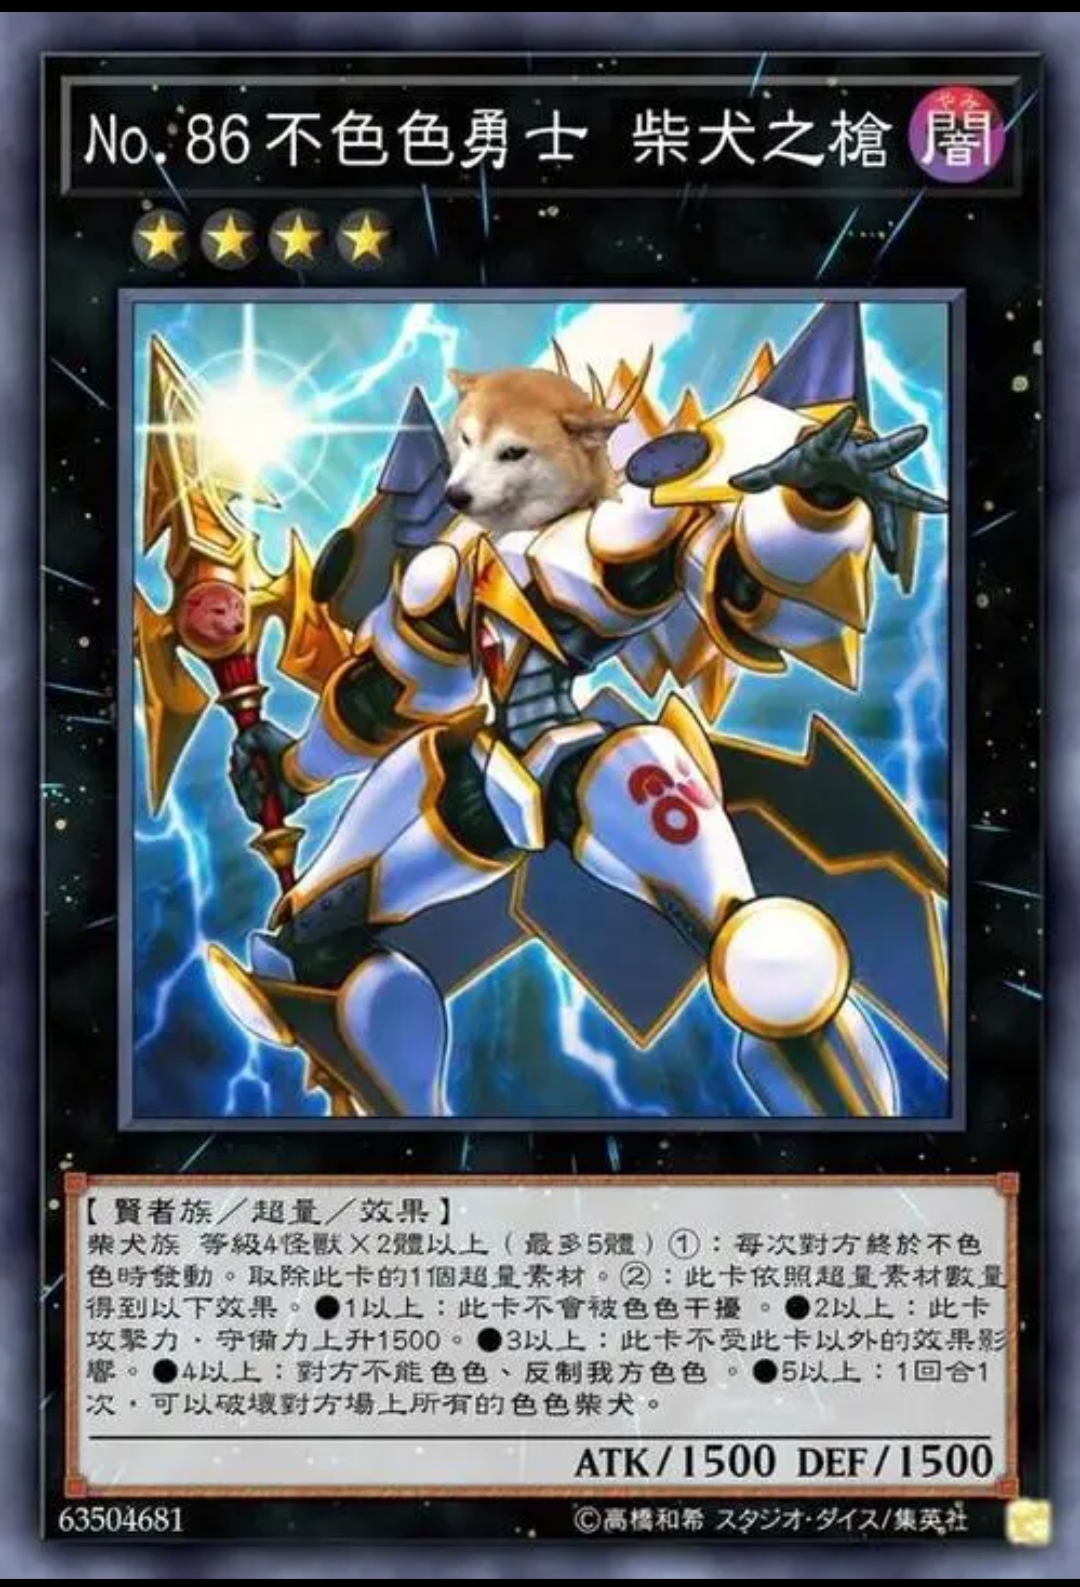 No.86不色色勇士 柴犬之槍
やみ
闇
【賢者族／超量／效果】
柴犬族 等級4怪獸×2體以上（最多5體）①：每次對方終於不色
色時發動。取除此卡的1個超量素材。②：此卡依照超量素材數量
得到以下效果。●1以上：此卡不會被色色干擾。●2以上：此卡
攻擊力·守備力上升1500。●3以上：此卡不受此卡以外的效果影
響。●4以上：對方不能色色、反制我方色色。●5以上：1回合1
次，可以破壞對方場上所有的色色柴犬。
ATK/1500 DEF/1500
63504681 ©高橋和希 スタジオ·ダイス/集英社